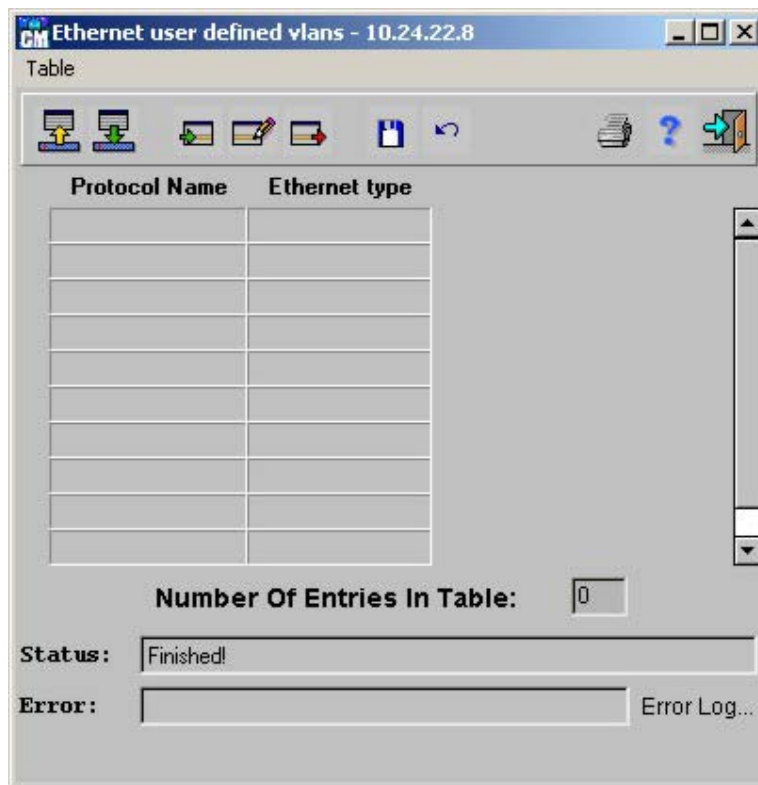 CM Ethernet user defined vlans - 10.24.22.8
Table
?
Protocol Name Ethernet type
Number Of Entries In Table: 0
Status: Finished!
Error: Error Log...